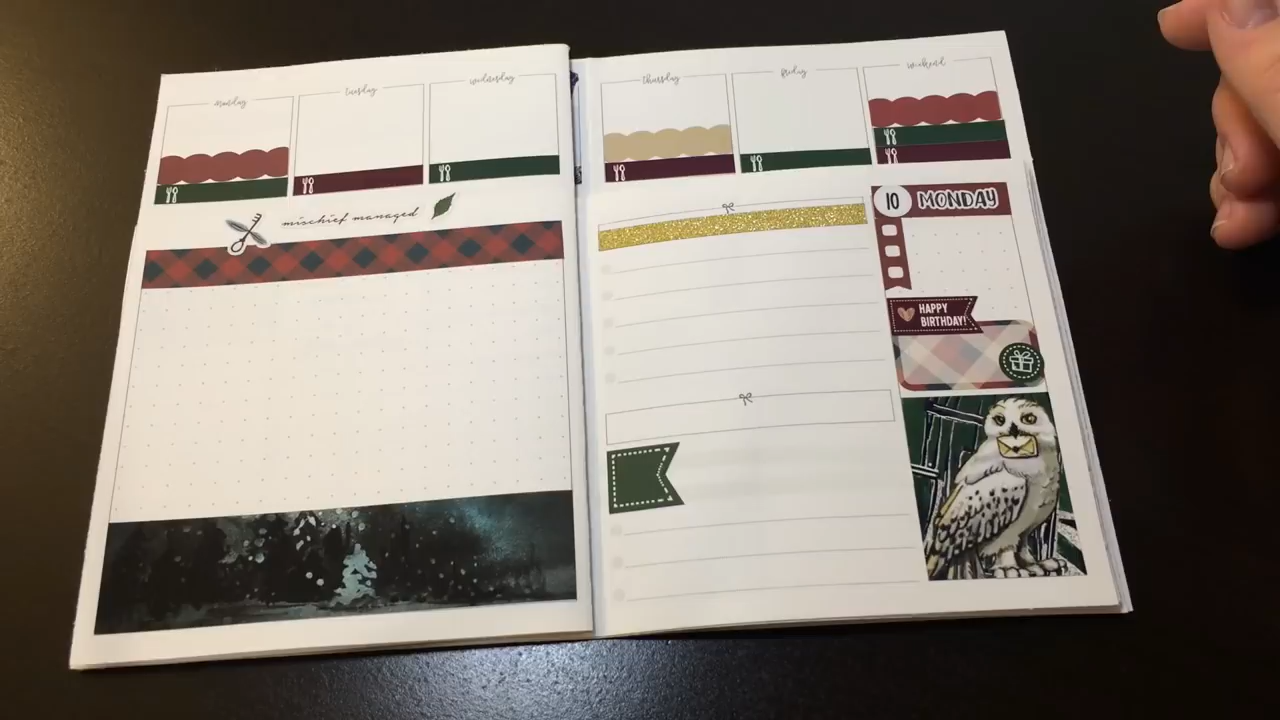 monday
tuesday
wednesday
thursday
friday
weekend
mischief managed
10 MONDAY
HAPPY
BIRTHDAY!